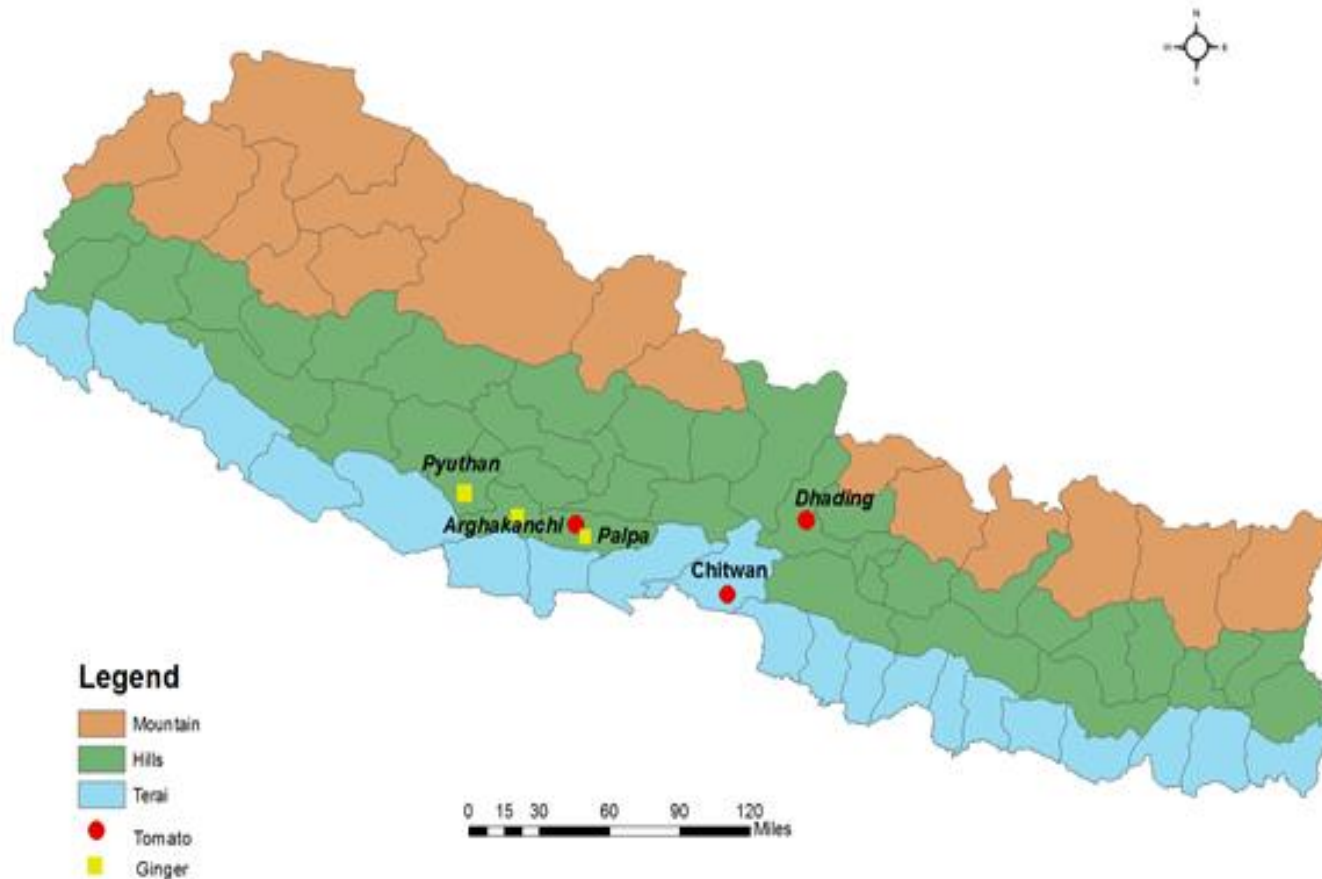 N
S
Pyuthan
Dhading
Arghakanchi
Palpa
Chitwan
Legend
Mountain
Hills
Terai
Tomato
Ginger
0 15 30 60 90 120
Miles